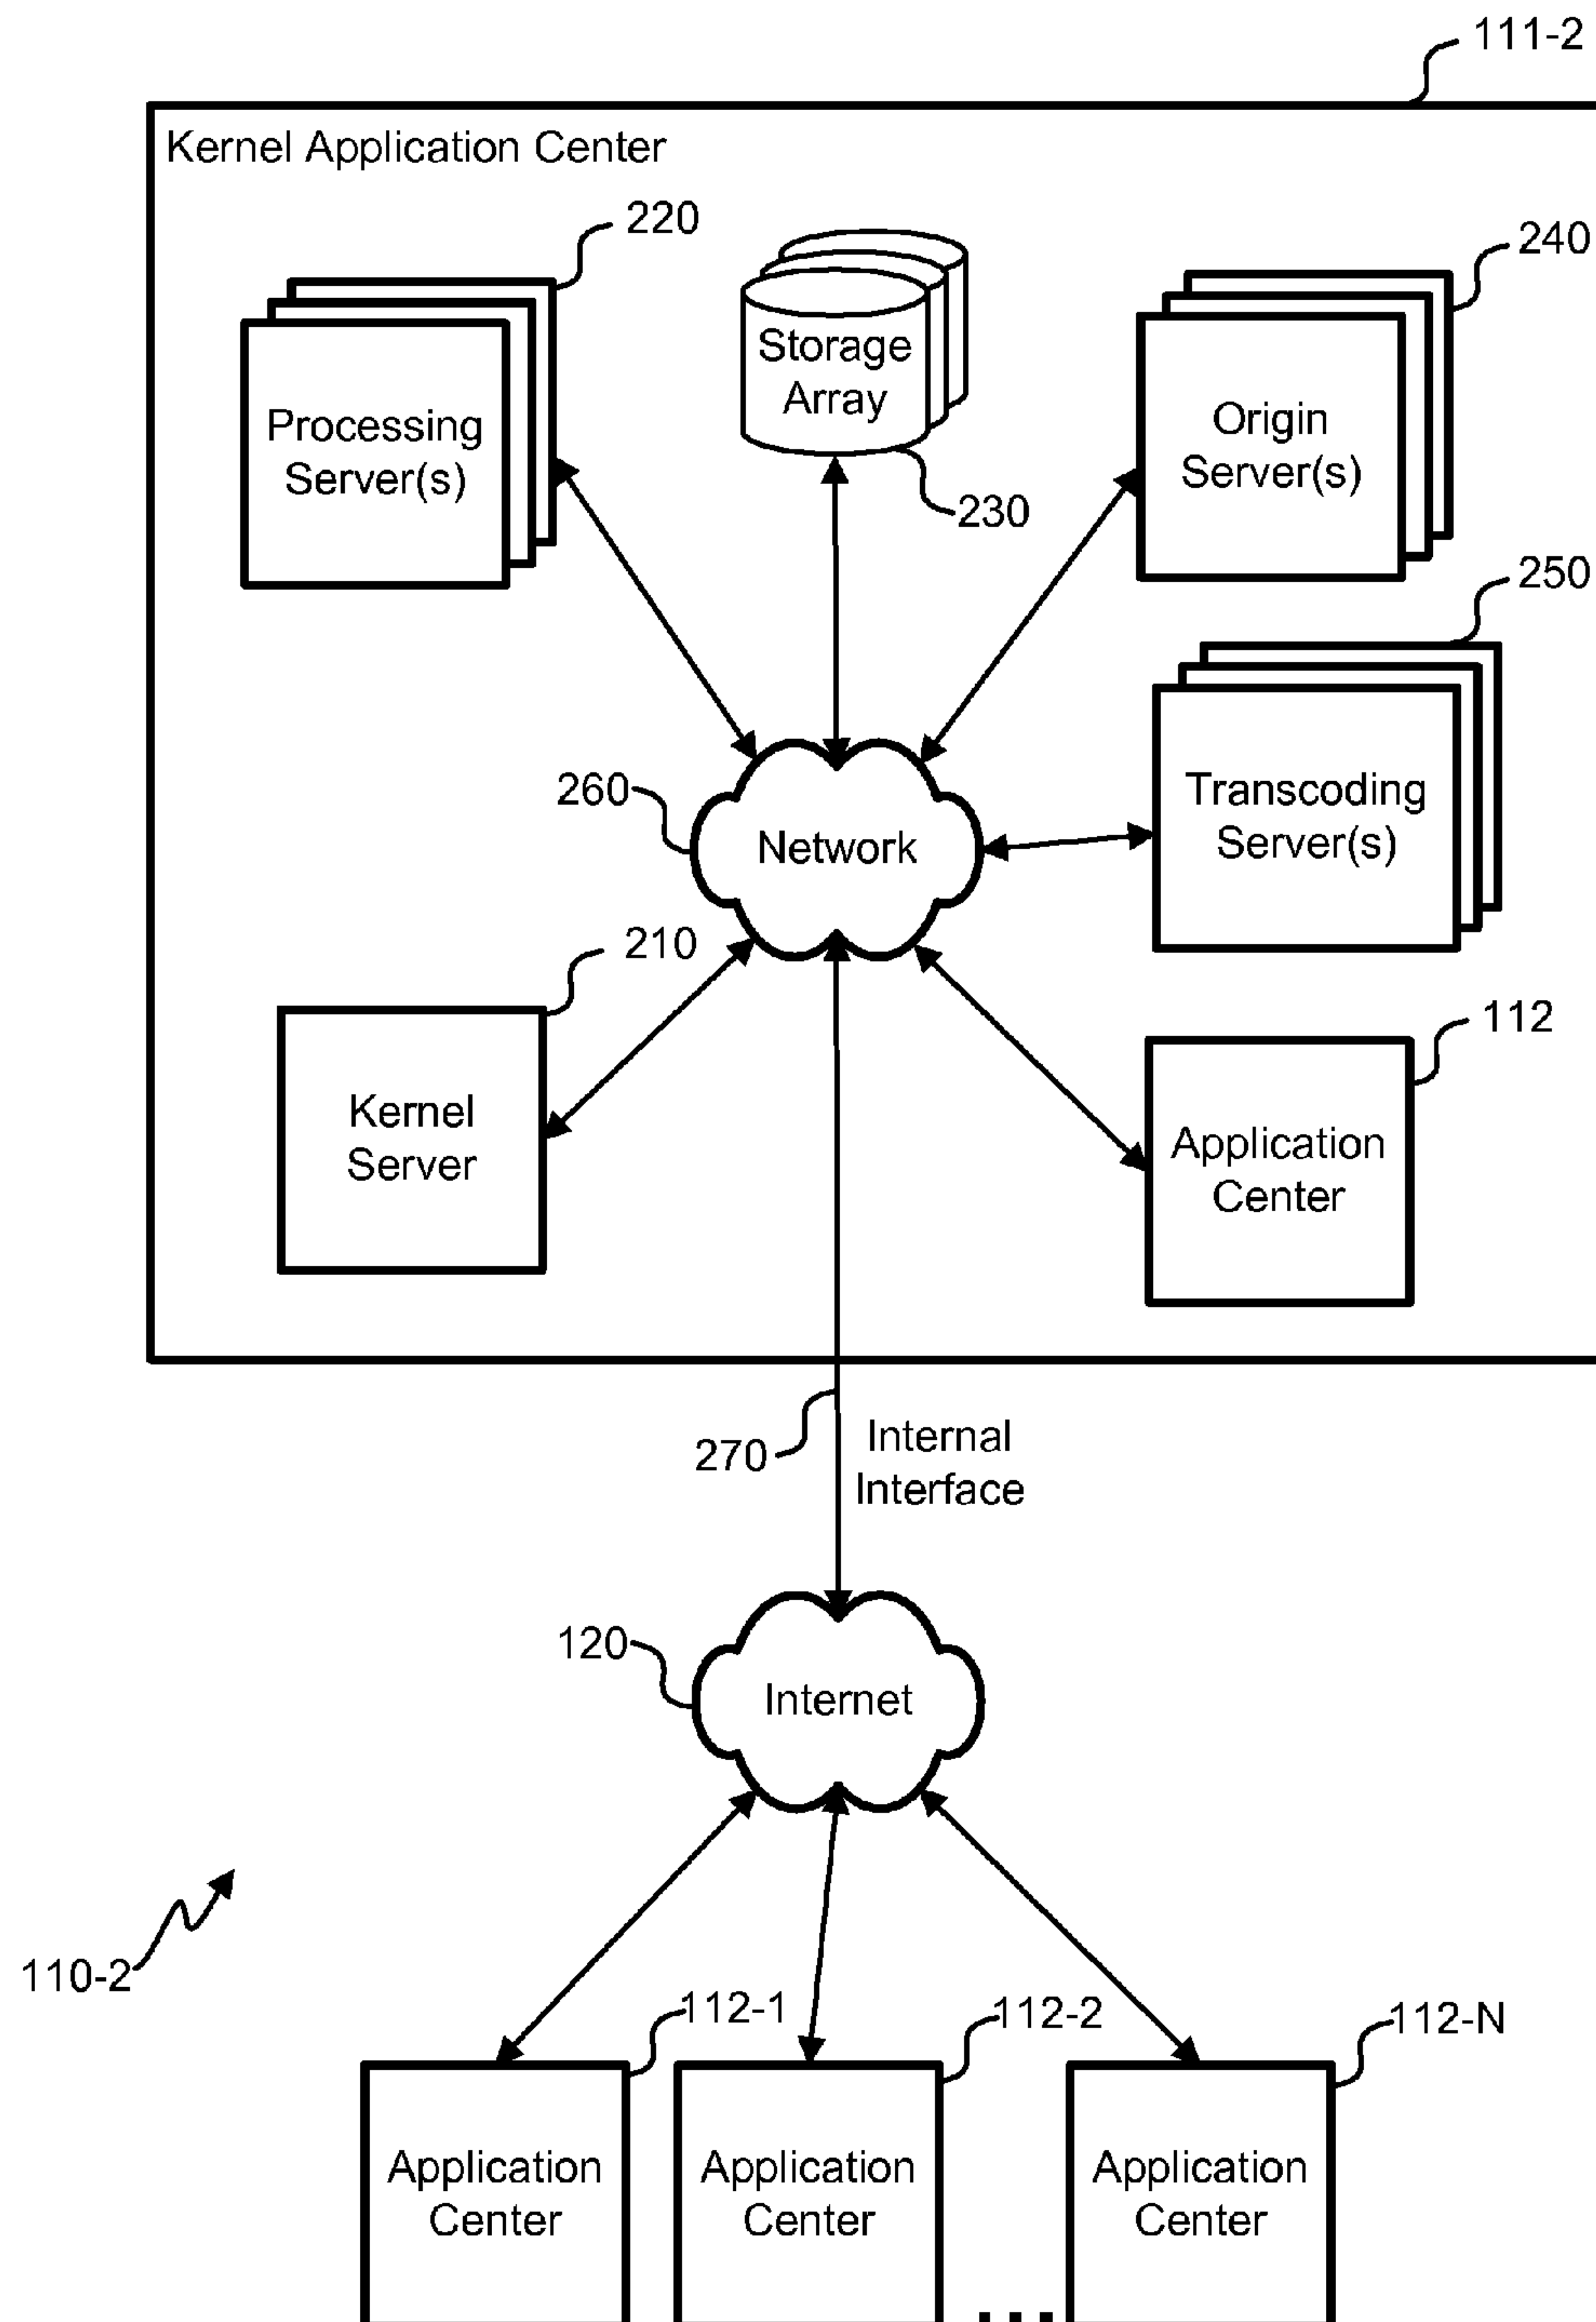 111-2
Kernel Application Center
220
240
Storage
Array
Processing
Server(s)
Origin
Server(s)
230
250
260
Network
Transcoding
Server(s)
210
112
Kernel
Server
Application
Center
270
Internal
Interface
120
Internet
110-2
112-1
112-2
112-N
Application
Center
Application
Center
...
Application
Center